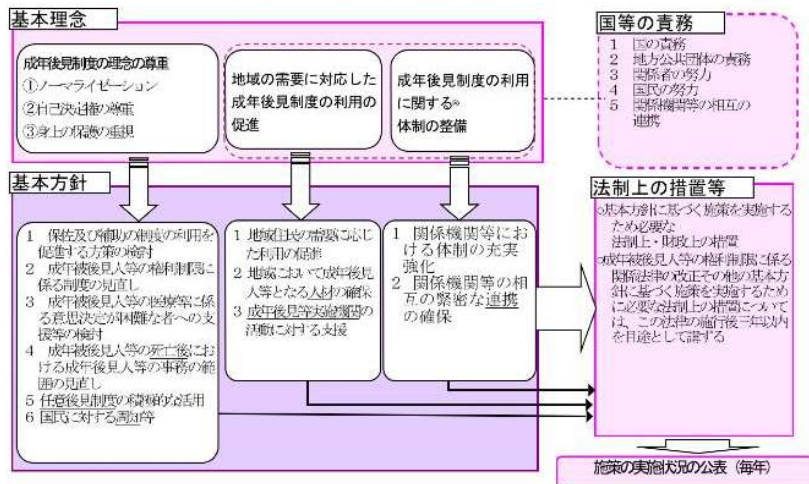 基本理念
成年後見制度の理念の尊重
①ノーマライゼーション
②自己決定権の尊重
③身上の保護の重視
地域の需要に対応した
成年後見制度の利用の
促進
成年後見制度の利用
に関する
体制の整備
国等の責務
1 国の責務
2 地方公共団体の責務
3 関係者の努力
4 国民の努力
5 関係機関等の相互の
連携
基本方針
1 保佐及び補助の制度の利用を
促進する方策の検討
2 成年被後見人等の権利制限に
係る制度の見直し
3 成年被後見人等の医療等に係
る意思決定が困難な者への支
援等の検討
4 成年被後見人等の死亡後にお
ける成年後見人等の事務の範
囲の見直し
5 任意後見制度の積極的な活用
6 国民に対する周知等
1 地域住民の需要に応じ
た利用の促進
2 地域において成年後見
人等となる人材の確保
3 成年後見等実施機関の
活動に対する支援
1 関係機関等にお
ける体制の充実
強化
2 関係機関等の相
互の緊密な連携
の確保
法制上の措置等
○基本方針に基づく施策を実施する
ため必要な
法制上・財政上の措置
○成年被後見人等の権利制限に係る
関係法律の改正その他の基本方
針に基づく施策を実施するため
に必要な法制上の措置について
は、この法律の施行後三年以内
を目途として講する
施策の実施状況の公表（毎年）